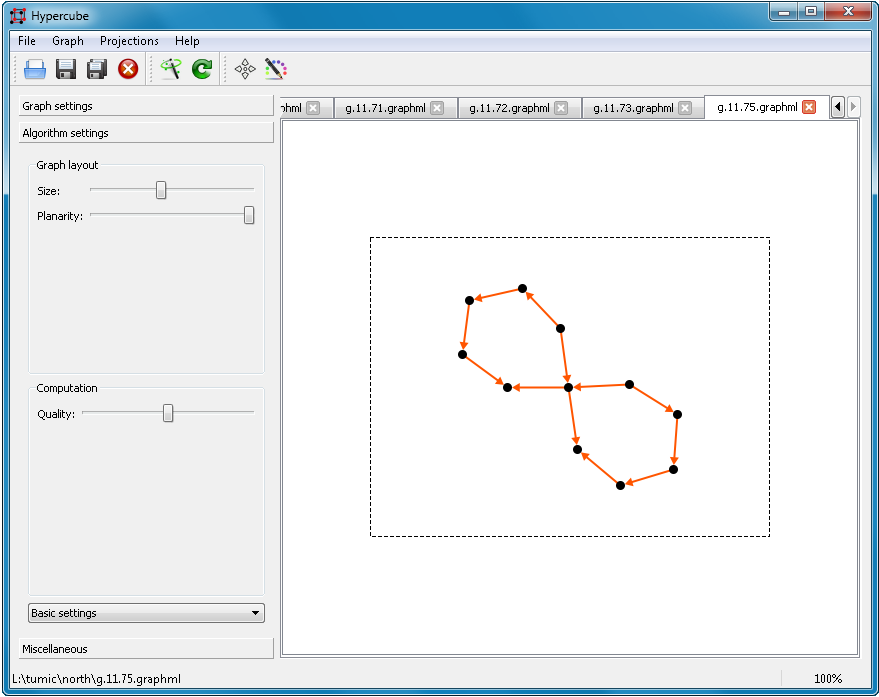 Hypercube
File Graph Projections Help
Graph settings
phml g.11.71.graphml g.11.72.graphml g.11.73.graphml g.11.75.graphml
Algorithm settings
Graph layout
Size:
Planarity:
Computation
Quality:
Basic settings
Miscellaneous
L:\tumic\north\g.11.75.graphml 100%